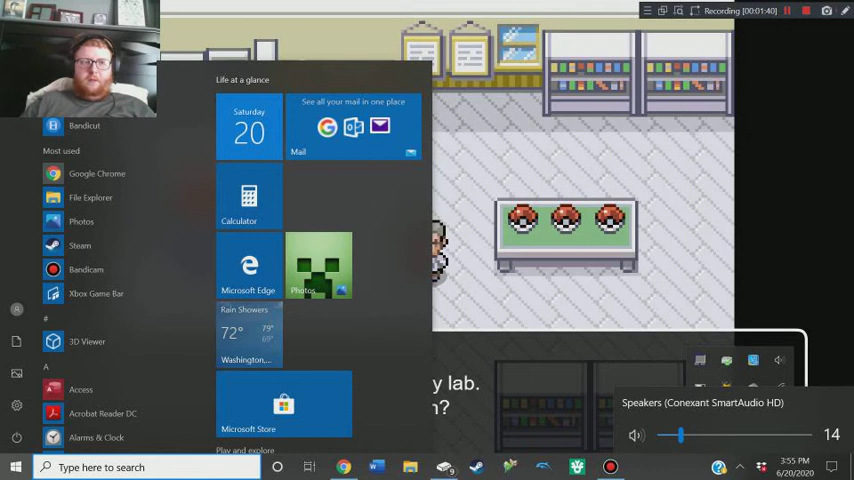 Recording [00:01:40]
Life at a glance
Bandicut
Saturday
20
See all your mail in one place
Mail
Most used
Google Chrome
File Explorer
Photos
Steam
Bandicam
Xbox Game Bar
#
3D Viewer
A
Access
Acrobat Reader DC
Alarms & Clock
Calculator
Microsoft Edge
Photos
Rain Showers
72°
79°
69°
Washington,...
Microsoft Store
Play and explore
y lab.
n?
Speakers (Conexant SmartAudio HD)
14
Type here to search
9
3:55 PM
6/20/2020